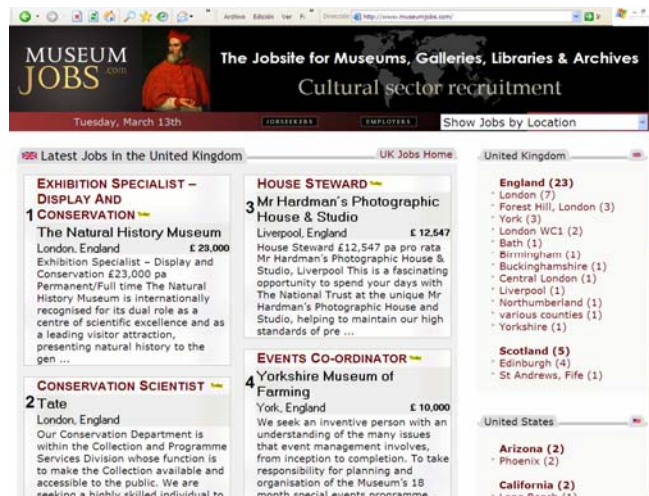 Archivo Edición Ver
Dirección http://www.museumjobs.com/
MUSEUM
JOBS .com
The Jobsite for Museums, Galleries, Libraries & Archives
Cultural sector recruitment
Tuesday, March 13th
JOBSEEKERS
EMPLOYERS
Show Jobs by Location
Latest Jobs in the United Kingdom
UK Jobs Home
EXHIBITION SPECIALIST –
DISPLAY AND
1 CONSERVATION
The Natural History Museum
London, England £ 23,000
Exhibition Specialist – Display and
Conservation £23,000 pa
Permanent/Full time The Natural
History Museum is internationally
recognised for its dual role as a
centre of scientific excellence and as
a leading visitor attraction,
presenting natural history to the
gen ...
CONSERVATION SCIENTIST
2 Tate
London, England
Our Conservation Department is
within the Collection and Programme
Services Division whose function is
to make the Collection available and
accessible to the public. We are
seeking a highly skilled individual to
HOUSE STEWARD
3 Mr Hardman's Photographic
House & Studio
Liverpool, England £ 12,547
House Steward £12,547 pa pro rata
Mr Hardman's Photographic House &
Studio, Liverpool This is a fascinating
opportunity to spend your days with
The National Trust at the unique Mr
Hardman's Photographic House and
Studio, helping to maintain our high
standards of pre ...
EVENTS CO-ORDINATOR
4 Yorkshire Museum of
Farming
York, England £ 10,000
We seek an inventive person with an
understanding of the many issues
that event management involves,
from inception to completion. To take
responsibility for planning and
organisation of the Museum's 18
month special events programme
United Kingdom
England (23)
London (7)
Forest Hill, London (3)
York (3)
London WC1 (2)
Bath (1)
Birmingham (1)
Buckinghamshire (1)
Central London (1)
Liverpool (1)
Northumberland (1)
various counties (1)
Yorkshire (1)
Scotland (5)
Edinburgh (4)
St Andrews, Fife (1)
United States
Arizona (2)
Phoenix (2)
California (2)
Long Beach (1)